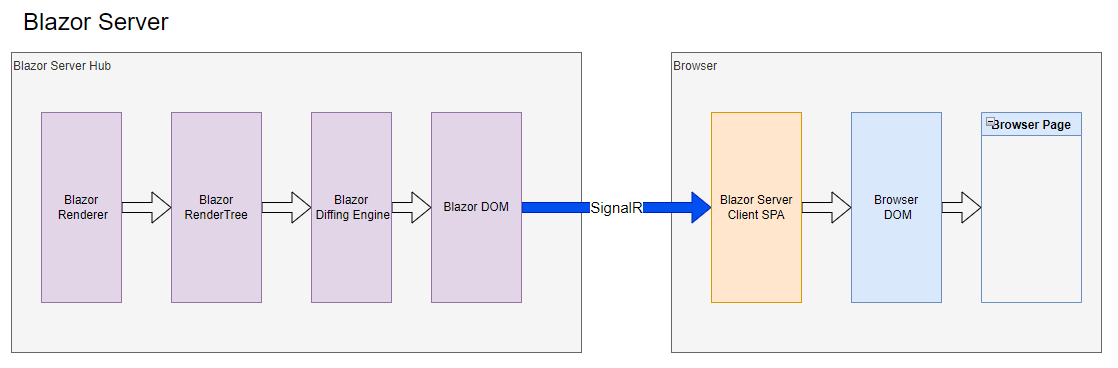 Blazor Server
Blazor Server Hub
Browser
Blazor
Renderer
Blazor
RenderTree
Blazor
Diffing Engine
Blazor DOM
SignalR
Blazor Server
Client SPA
Browser
DOM
Browser Page